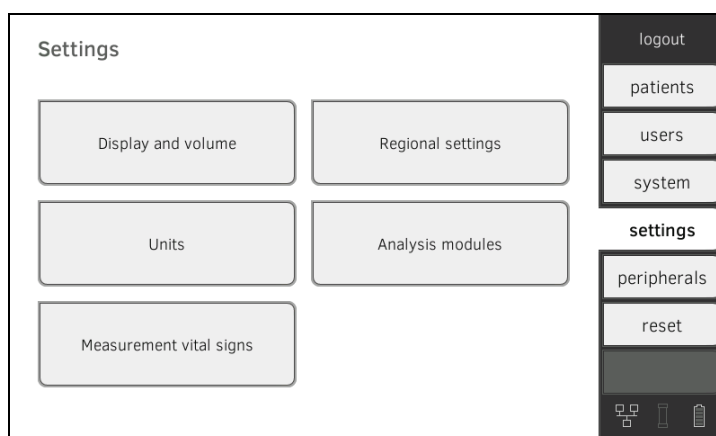 Settings
Display and volume
Regional settings
Units
Analysis modules
Measurement vital signs
logout
patients
users
system
settings
peripherals
reset